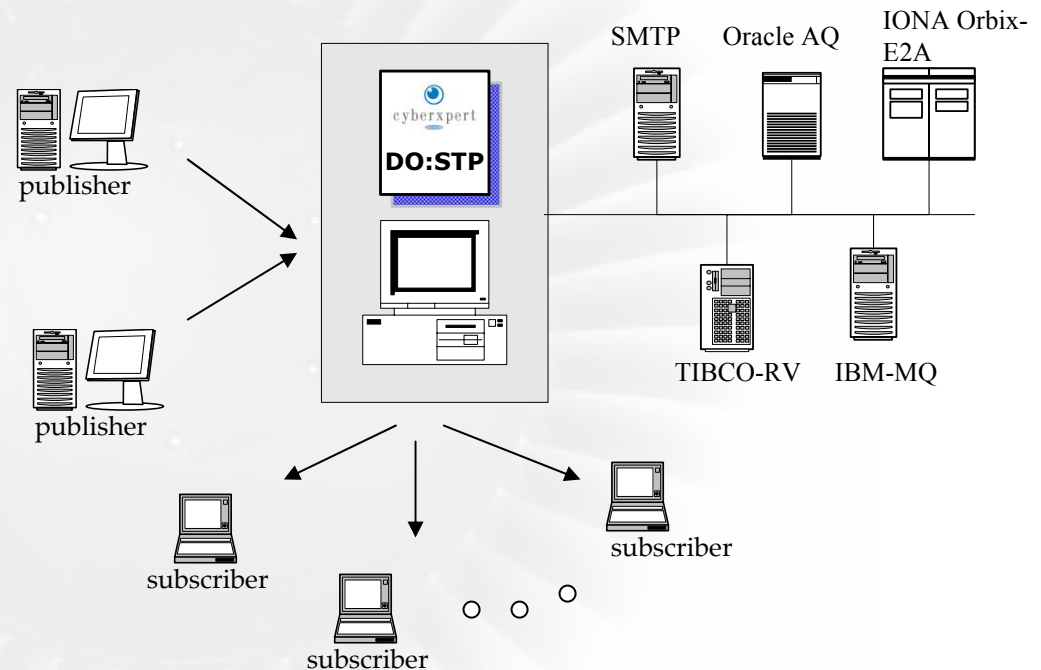 SMTP
Oracle AQ
IONA Orbix-
E2A
cyberxpert
DO:STP
publisher
TIBCO-RV
IBM-MQ
publisher
subscriber
subscriber
subscriber